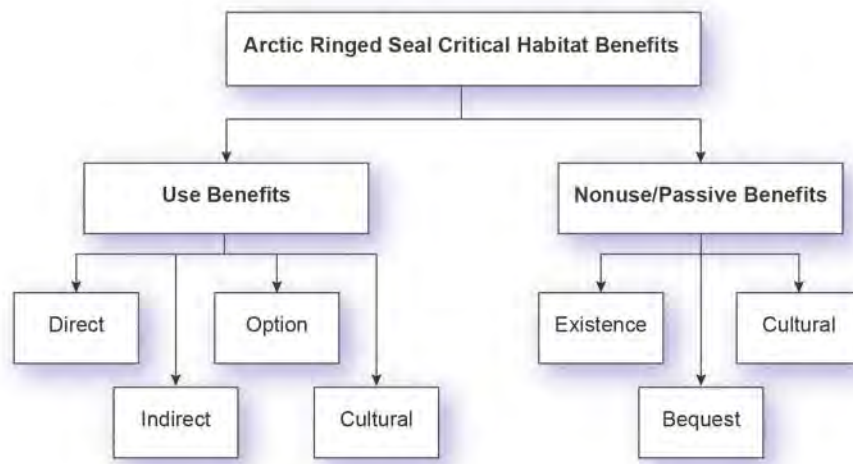 Arctic Ringed Seal Critical Habitat Benefits
Use Benefits
Nonuse/Passive Benefits
Direct
Option
Existence
Cultural
Indirect
Cultural
Bequest